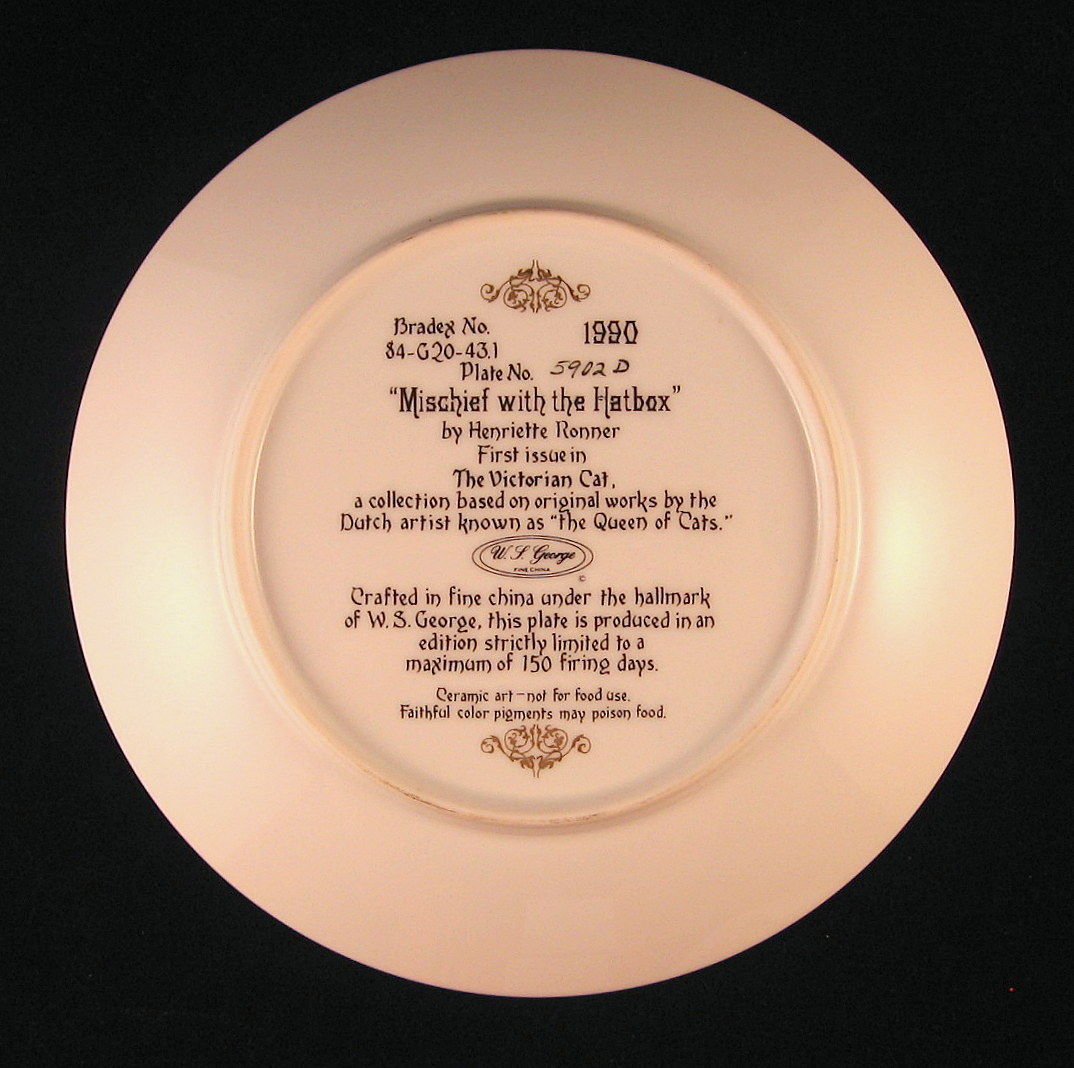 Bradex No. 1990
84-G20-43.1
Plate No. 5902 D
“Mischief with the Hatbox”
by Henriette Ronner
First issue in
The Victorian Cat,
a collection based on original works by the
Dutch artist known as “the Queen of Cats.”
W. S. George
FINE CHINA
©
Crafted in fine china under the hallmark
of W. S. George, this plate is produced in an
edition strictly limited to a
maximum of 150 firing days.
Ceramic art – not for food use.
Faithful color pigments may poison food.